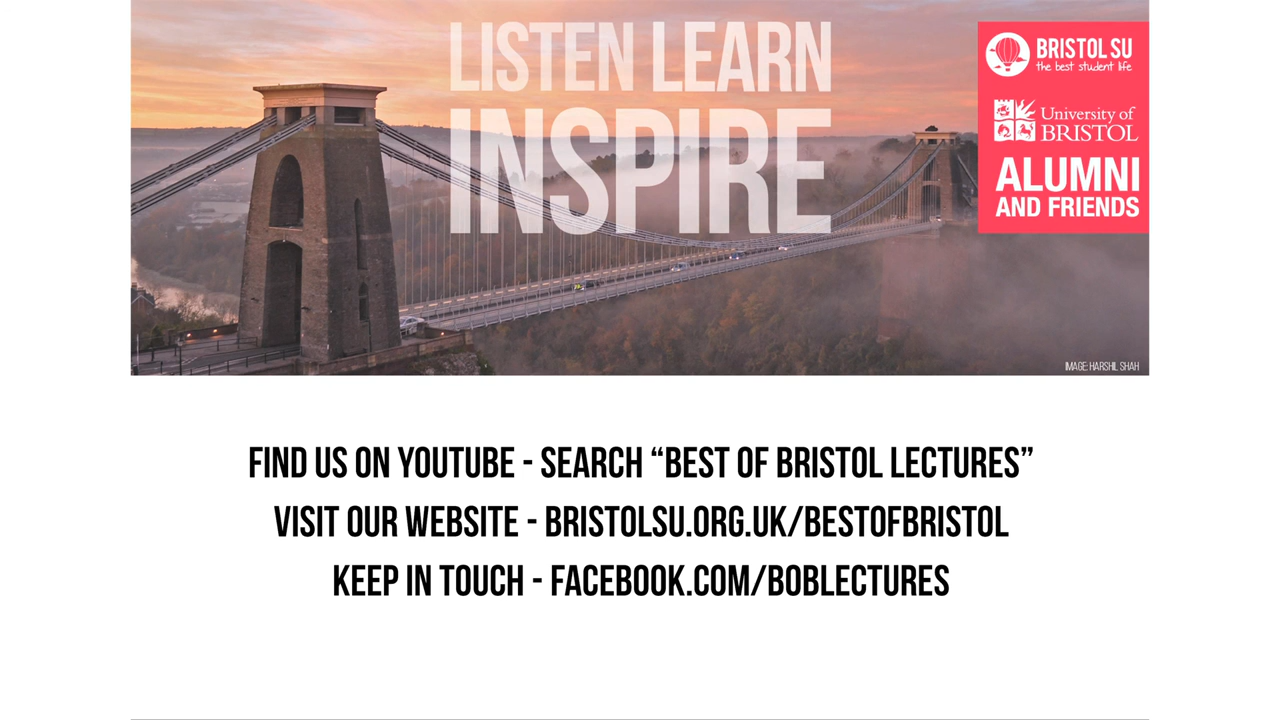 LISTEN LEARN
INSPIRE
BRISTOL SU
the best student life
University of
BRISTOL
ALUMNI
AND FRIENDS
IMAGE: HARSHIL SHAH
FIND US ON YOUTUBE - SEARCH “BEST OF BRISTOL LECTURES”
VISIT OUR WEBSITE - BRISTOLSU.ORG.UK/BESTOFBRISTOL
KEEP IN TOUCH - FACEBOOK.COM/BOBLECTURES